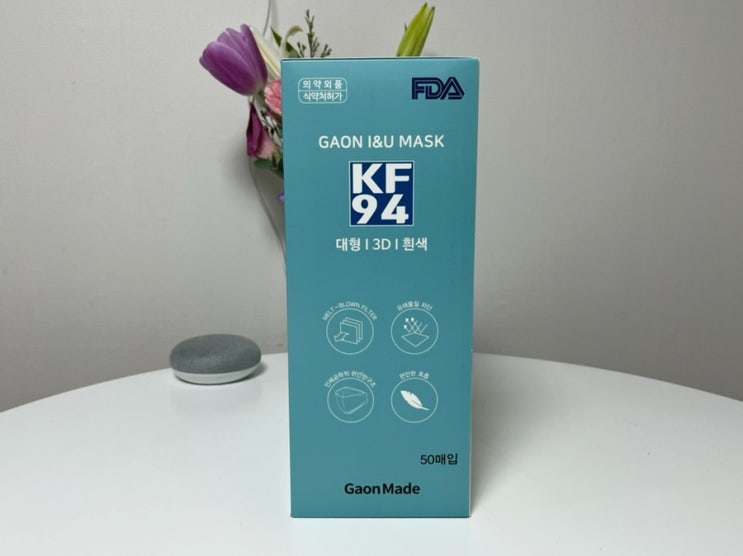 의약외품
식약처허가
FDA
GAON I&U MASK
KF
94
대형 I 3D I 흰색
MELT-BLOWN FILTER
유해물질 차단
인체공학적 완전한구조
편안한 호흡
50매입
GaonMade